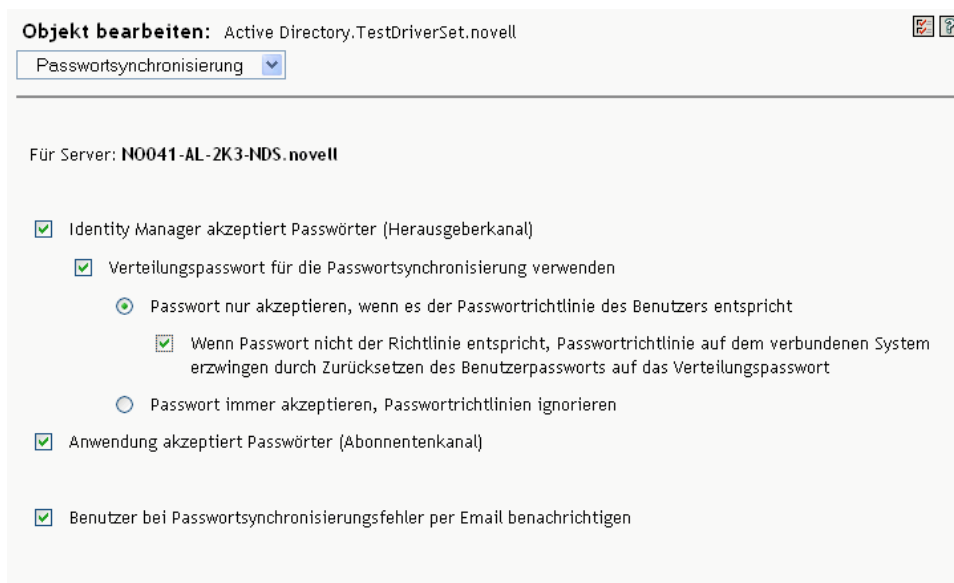 Objekt bearbeiten: Active Directory.TestDriverSet.novell
Passwortsynchronisierung
Für Server: NO041-AL-2K3-NDS.novell
Identity Manager akzeptiert Passwörter (Herausgeberkanal)
Verteilungspasswort für die Passwortsynchronisierung verwenden
Passwort nur akzeptieren, wenn es der Passwortrichtlinie des Benutzers entspricht
Wenn Passwort nicht der Richtlinie entspricht, Passwortrichtlinie auf dem verbundenen System
erzwingen durch Zurücksetzen des Benutzerpassworts auf das Verteilungspasswort
Passwort immer akzeptieren, Passwortrichtlinien ignorieren
Anwendung akzeptiert Passwörter (Abonnentenkanal)
Benutzer bei Passwortsynchronisierungsfehler per Email benachrichtigen